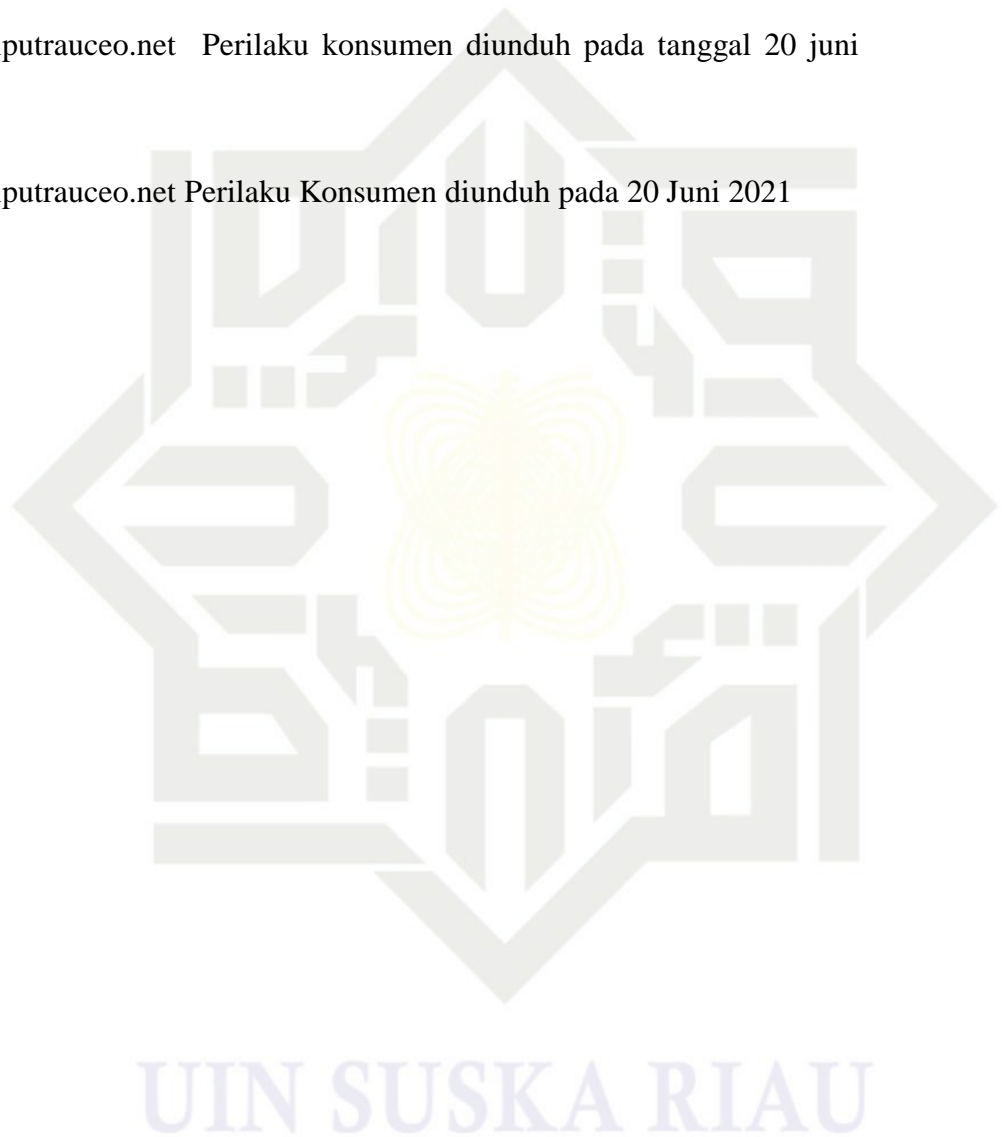 putrauceo.net Perilaku konsumen diunduh pada tanggal 20 juni
putrauceo.net Perilaku Konsumen diunduh pada 20 Juni 2021
UIN SUSKA RIAU